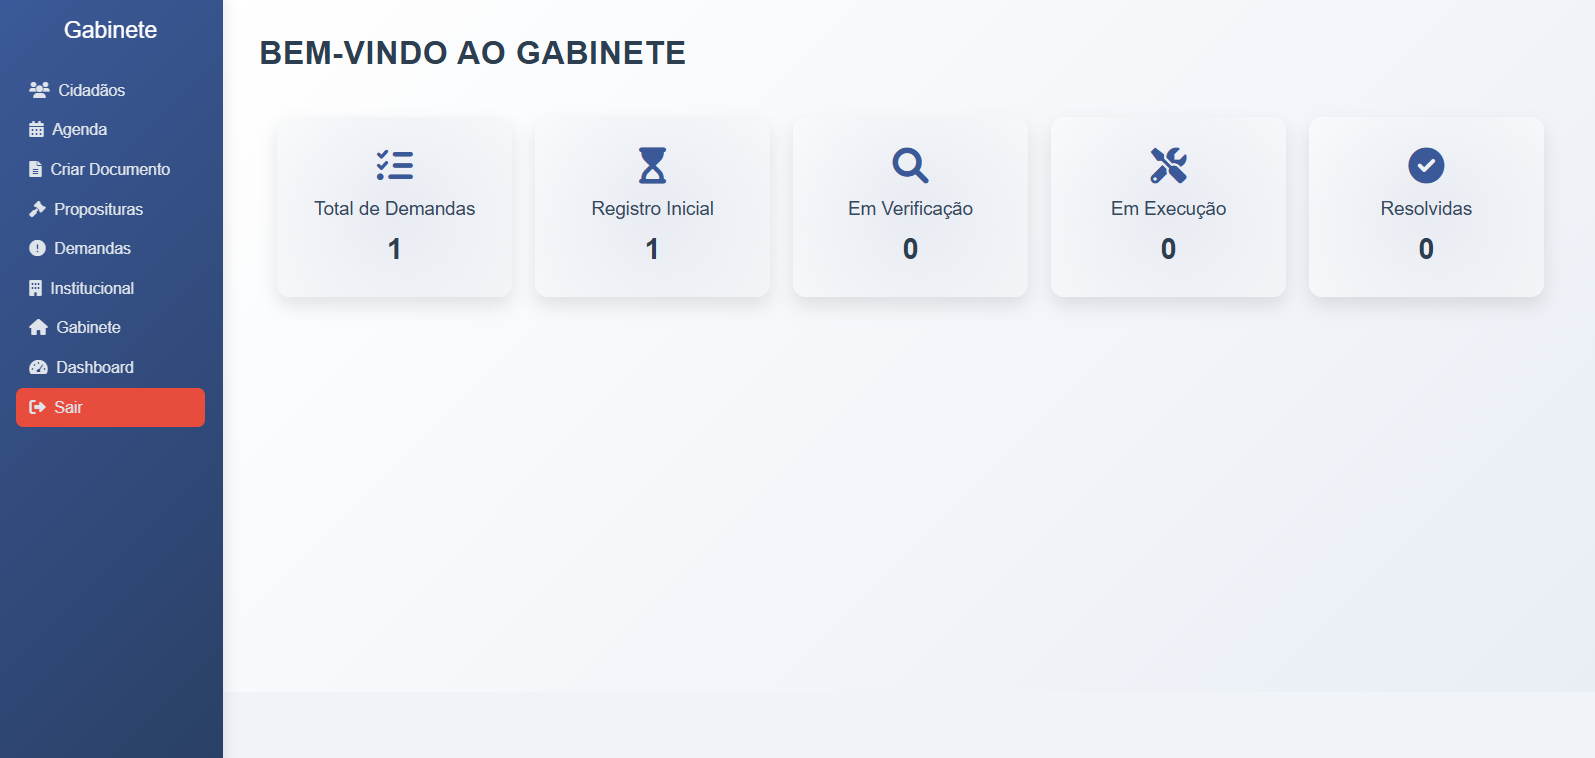 Gabinete
Cidadãos
Agenda
Criar Documento
Proposituras
Demandas
Institucional
Gabinete
Dashboard
Sair
BEM-VINDO AO GABINETE
Total de Demandas
1
Registro Inicial
1
Em Verificação
0
Em Execução
0
Resolvidas
0